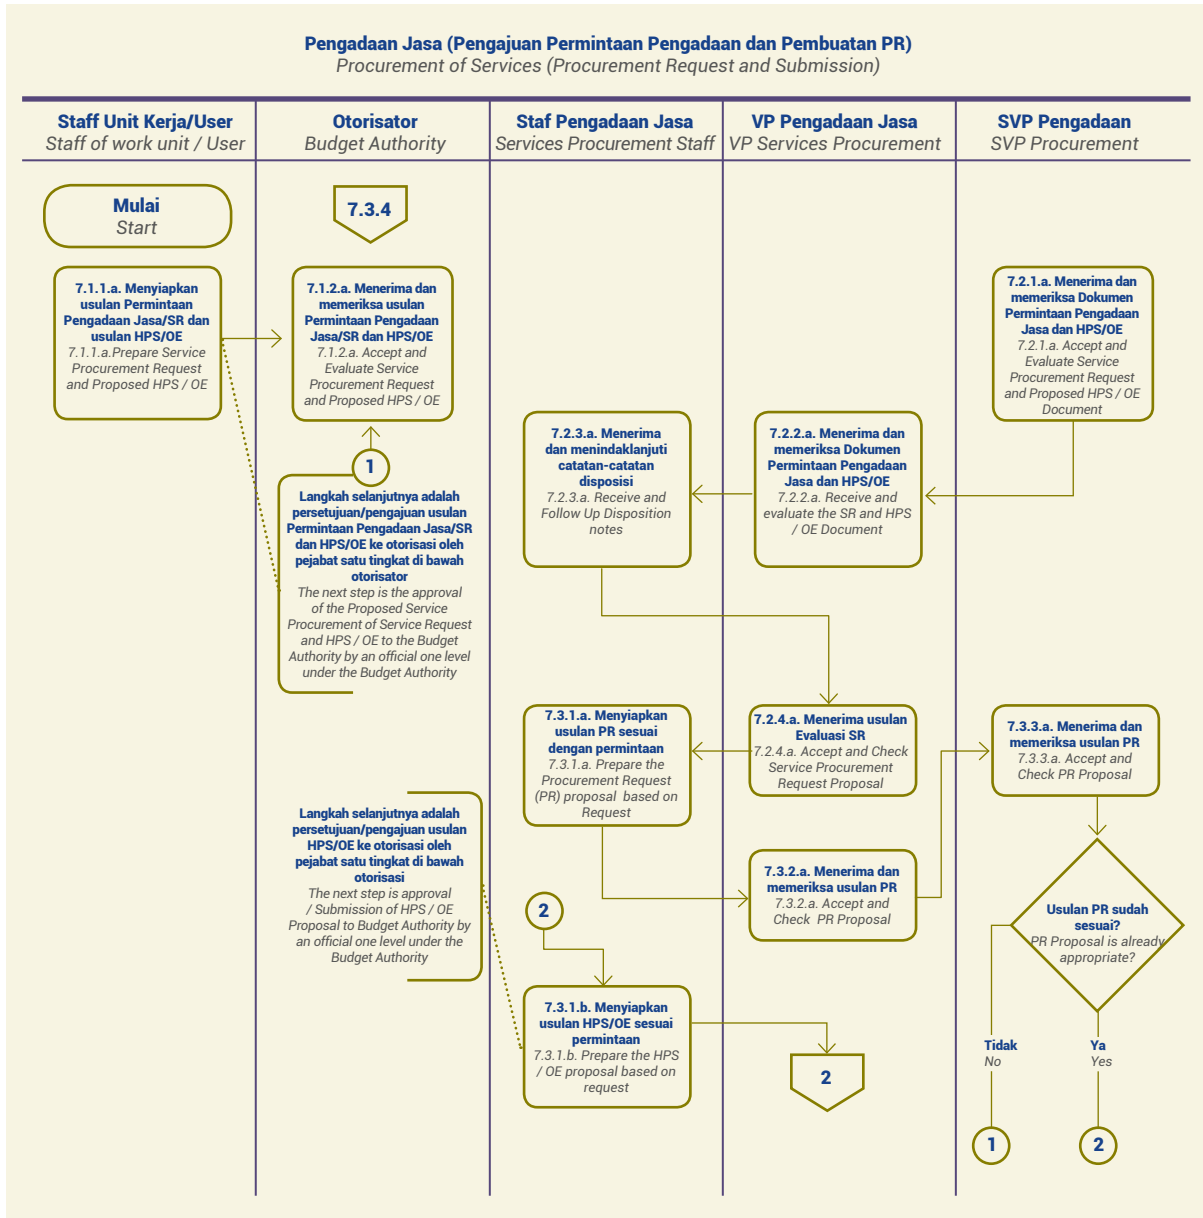 Pengadaan Jasa (Pengajuan Permintaan Pengadaan dan Pembuatan PR)
Procurement of Services (Procurement Request and Submission)
Staff Unit Kerja/User
Staff of work unit / User
Otorisator
Budget Authority
Staf Pengadaan Jasa
Services Procurement Staff
VP Pengadaan Jasa
VP Services Procurement
SVP Pengadaan
SVP Procurement
Mulai
Start
7.3.4
7.1.1.a. Menyiapkan
usulan Permintaan
Pengadaan Jasa/SR dan
usulan HPS/OE
7.1.1.a.Prepare Service
Procurement Request
and Proposed HPS / OE
7.1.2.a. Menerima dan
memeriksa usulan
Permintaan Pengadaan
Jasa/SR dan HPS/OE
7.1.2.a. Accept and
Evaluate Service
Procurement Request
and Proposed HPS / OE
7.2.1.a. Menerima dan
memeriksa Dokumen
Permintaan Pengadaan
Jasa dan HPS/OE
7.2.1.a. Accept and
Evaluate Service
Procurement Request
and Proposed HPS / OE
Document
1
Langkah selanjutnya adalah
persetujuan/pengajuan usulan
Permintaan Pengadaan Jasa/SR
dan HPS/OE ke otorisasi oleh
pejabat satu tingkat di bawah
otorisator
The next step is the approval
of the Proposed Service
Procurement of Service Request
and HPS / OE to the Budget
Authority by an official one level
under the Budget Authority
7.2.3.a. Menerima
dan menindaklanjuti
catatan-catatan
disposisi
7.2.3.a. Receive and
Follow Up Disposition
notes
7.2.2.a. Menerima dan
memeriksa Dokumen
Permintaan Pengadaan
Jasa dan HPS/OE
7.2.2.a. Receive and
evaluate the SR and HPS
/ OE Document
7.3.1.a. Menyiapkan
usulan PR sesuai
dengan permintaan
7.3.1.a. Prepare the
Procurement Request
(PR) proposal based on
Request
7.2.4.a. Menerima usulan
Evaluasi SR
7.2.4.a. Accept and Check
Service Procurement
Request Proposal
7.3.3.a. Menerima dan
memeriksa usulan PR
7.3.3.a. Accept and
Check PR Proposal
Langkah selanjutnya adalah
persetujuan/pengajuan usulan
HPS/OE ke otorisasi oleh
pejabat satu tingkat di bawah
otorisasi
The next step is approval
/ Submission of HPS / OE
Proposal to Budget Authority by
an official one level under the
Budget Authority
2
7.3.2.a. Menerima dan
memeriksa usulan PR
7.3.2.a. Accept and
Check PR Proposal
Usulan PR sudah
sesuai?
PR Proposal is already
appropriate?
7.3.1.b. Menyiapkan
usulan HPS/OE sesuai
permintaan
7.3.1.b. Prepare the HPS
/ OE proposal based on
request
2
Tidak
No
Ya
Yes
1
2